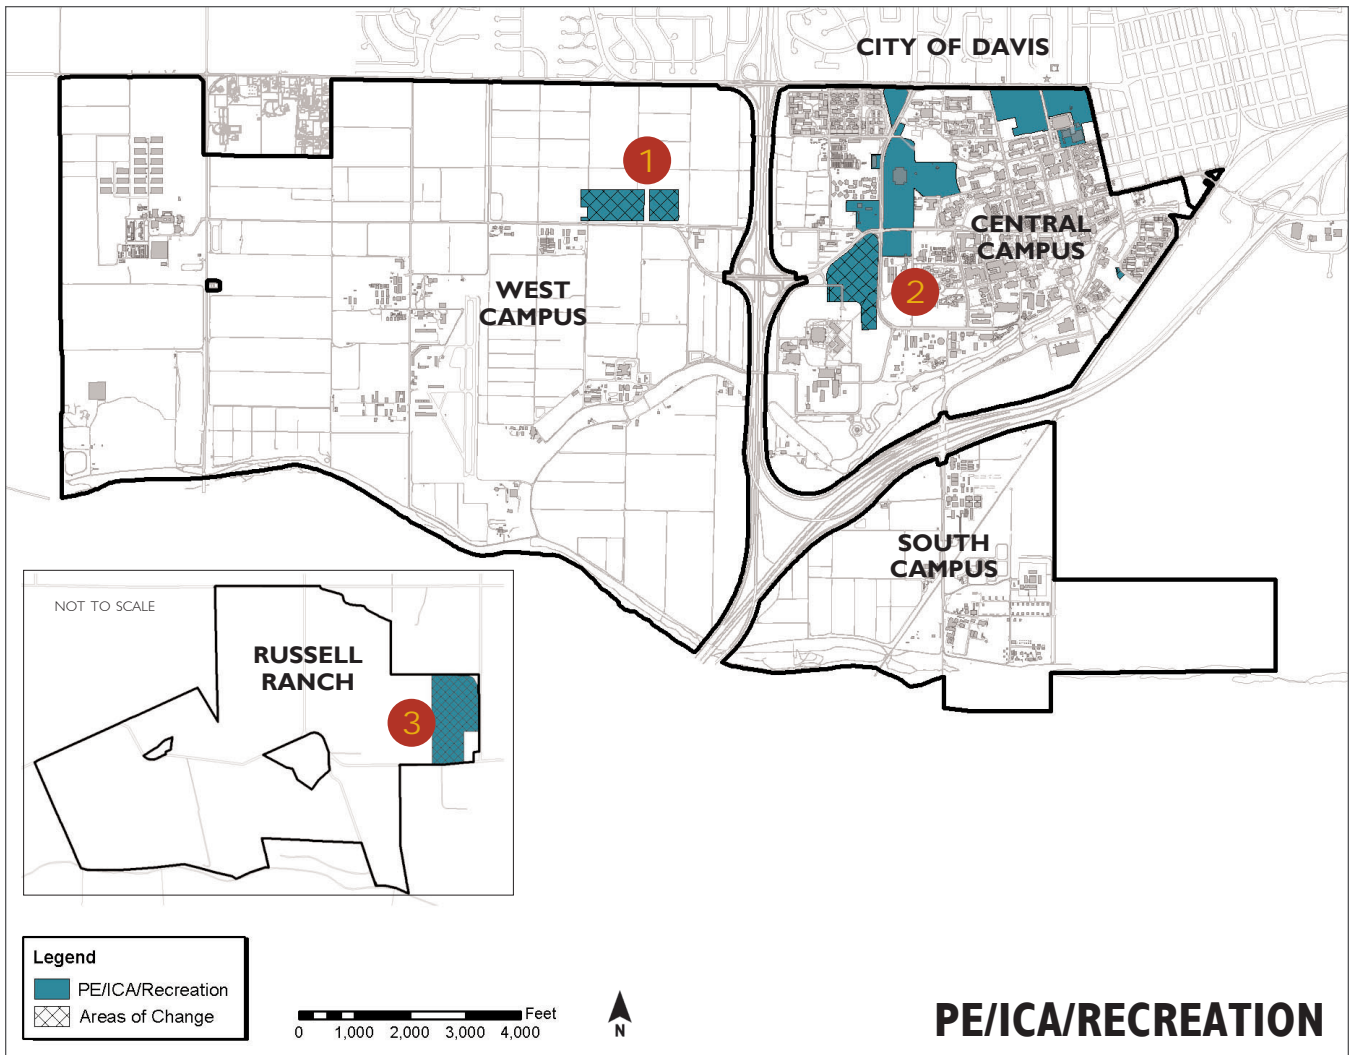 CITY OF DAVIS
1
CENTRAL
CAMPUS
WEST
CAMPUS
2
SOUTH
CAMPUS
NOT TO SCALE
RUSSELL
RANCH
3
Legend
PE/ICA/Recreation
Areas of Change
Feet
0 1,000 2,000 3,000 4,000
N
PE/ICA/RECREATION